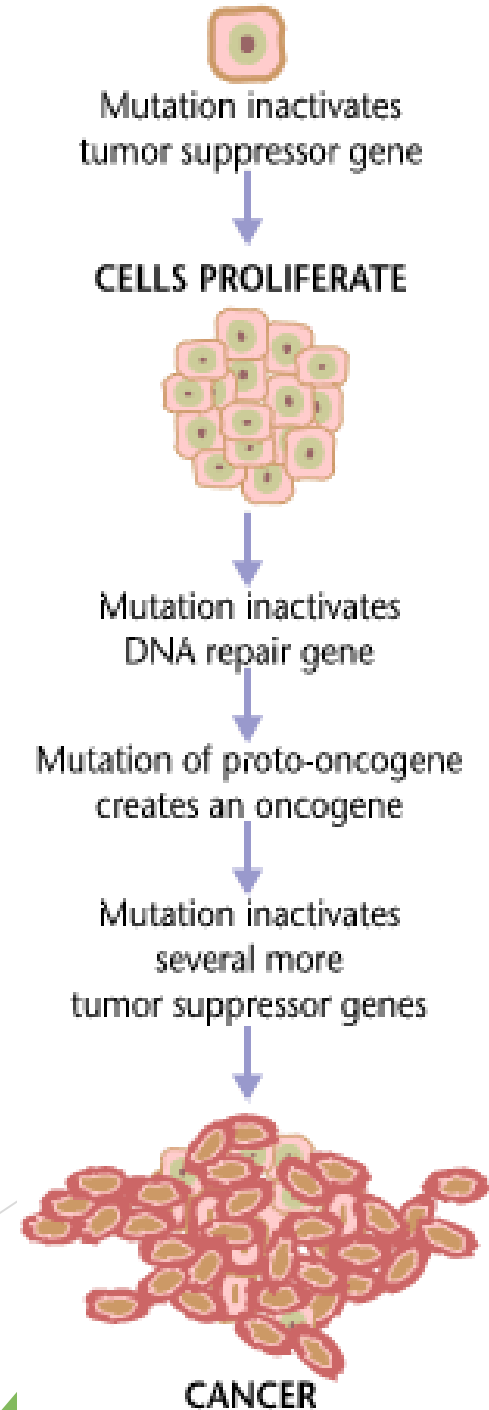 Mutation inactivates
tumor suppressor gene
CELLS PROLIFERATE
Mutation inactivates
DNA repair gene
Mutation of proto-oncogene
creates an oncogene
Mutation inactivates
several more
tumor suppressor genes
CANCER